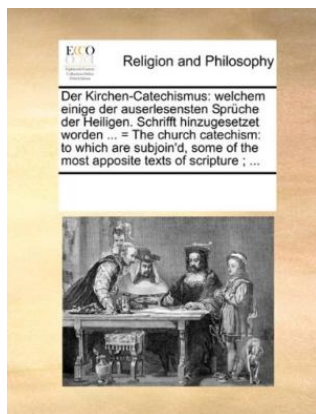 ECCO
Religion and Philosophy
Der Kirchen-Catechismus: welchem
einige der auserlesensten Sprüche
der Heiligen. Schrifft hinzugesetzet
worden ... = The church catechism:
to which are subjoin'd, some of the
most apposite texts of scripture ; ...